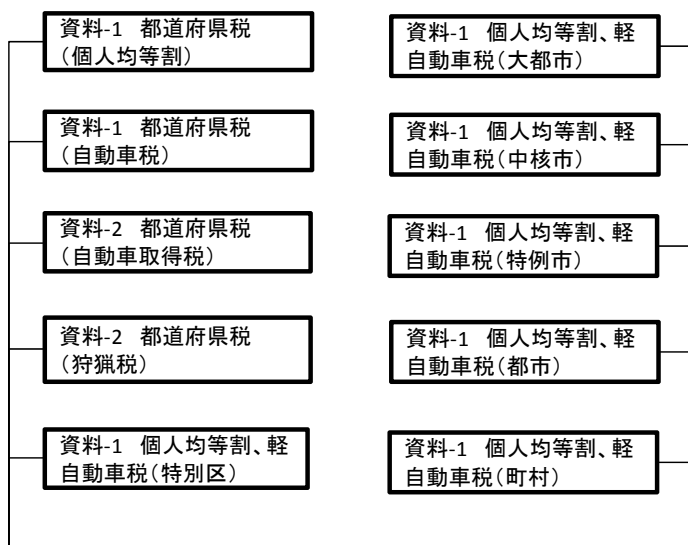 資料-1 都道府県税
(個人均等割)
資料-1 都道府県税
(自動車税)
資料-2 都道府県税
(自動車取得税)
資料-2 都道府県税
(狩猟税)
資料-1 個人均等割、軽
自動車税(特別区)
資料-1 個人均等割、軽
自動車税(大都市)
資料-1 個人均等割、軽
自動車税(中核市)
資料-1 個人均等割、軽
自動車税(特例市)
資料-1 個人均等割、軽
自動車税(都市)
資料-1 個人均等割、軽
自動車税(町村)